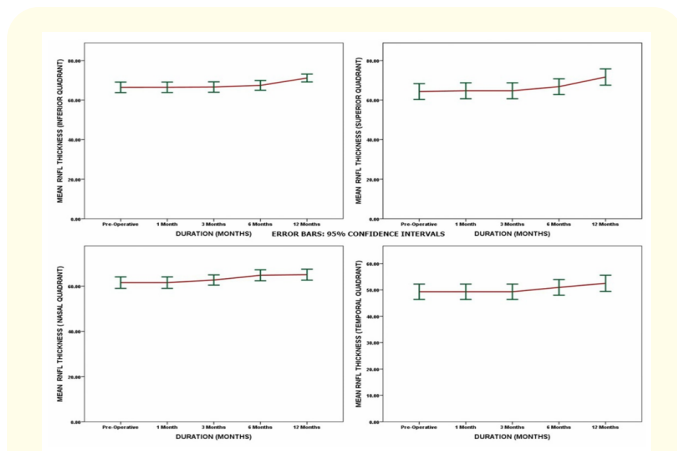 MEAN RNFL THICKNESS (INFERIOR QUADRANT)
80.00
60.00
40.00
20.00
0.00
Pre-Operative 1 Month 3 Months 6 Months 12 Months
DURATION (MONTHS)
MEAN RNFL THICKNESS (SUPERIOR QUADRANT)
80.00
60.00
40.00
20.00
0.00
Pre-Operative 1 Month 3 Months 6 Months 12 Months
DURATION (MONTHS)
ERROR BARS: 95% CONFIDENCE INTERVALS
MEAN RNFL THICKNESS ( NASAL QUADRANT)
60.00
40.00
20.00
0.00
Pre-Operative 1 Month 3 Months 6 Months 12 Months
DURATION (MONTHS)
MEAN RNFL THICKNESS (TEMPORAL QUADRANT)
60.00
50.00
40.00
30.00
20.00
10.00
0.00
Pre-Operative 1 Month 3 Months 6 Months 12 Months
DURATION (MONTHS)